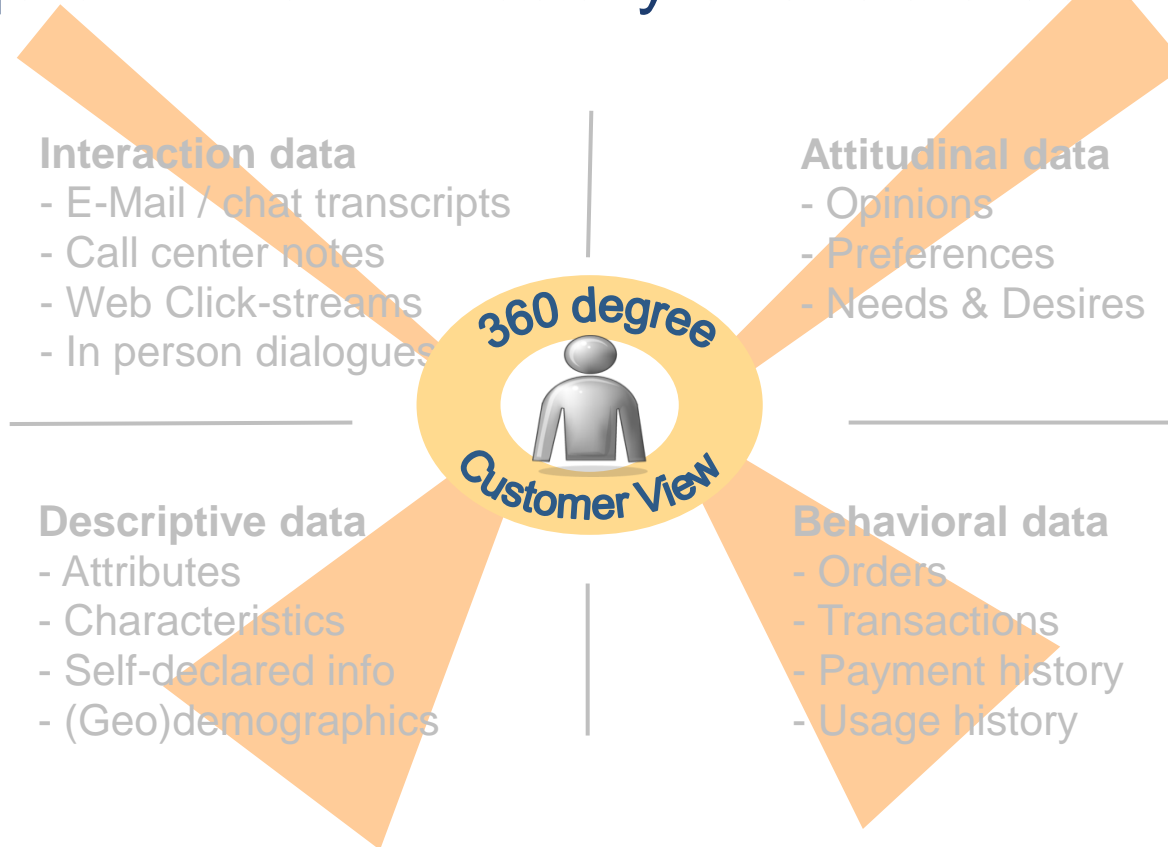 Interaction data
- E-Mail / chat transcripts
- Call center notes
- Web Click-streams
- In person dialogues
Attitudinal data
- Opinions
- Preferences
- Needs & Desires
360 degree
Customer View
Descriptive data
- Attributes
- Characteristics
- Self-declared info
- (Geo)demographics
Behavioral data
- Orders
- Transactions
- Payment history
- Usage history